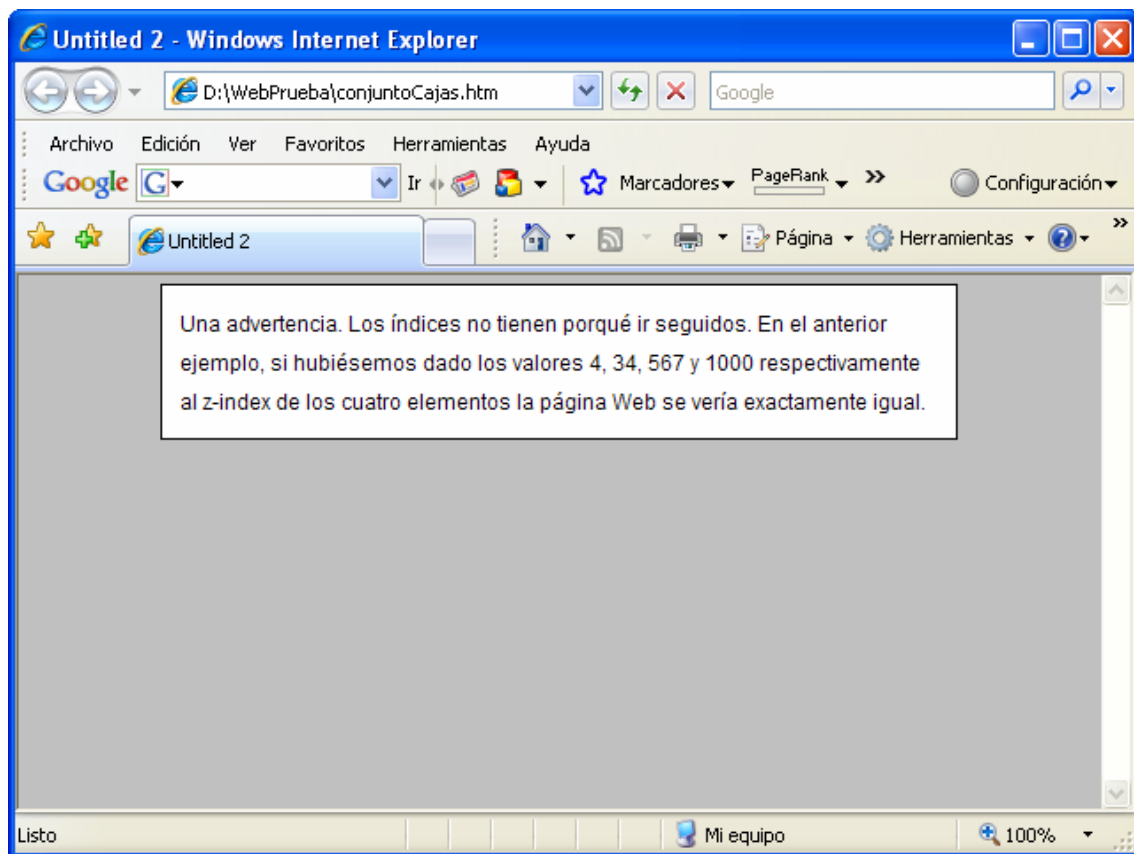 Untitled 2 - Windows Internet Explorer
D:\WebPrueba\conjuntoCajas.htm
Google
Archivo Edición Ver Favoritos Herramientas Ayuda
Google G Ir Marcadores PageRank » Configuración
Untitled 2 Página Herramientas »
Una advertencia. Los índices no tienen porqué ir seguidos. En el anterior
ejemplo, si hubiésemos dado los valores 4, 34, 567 y 1000 respectivamente
al z-index de los cuatro elementos la página Web se vería exactamente igual.
Listo Mi equipo 100%